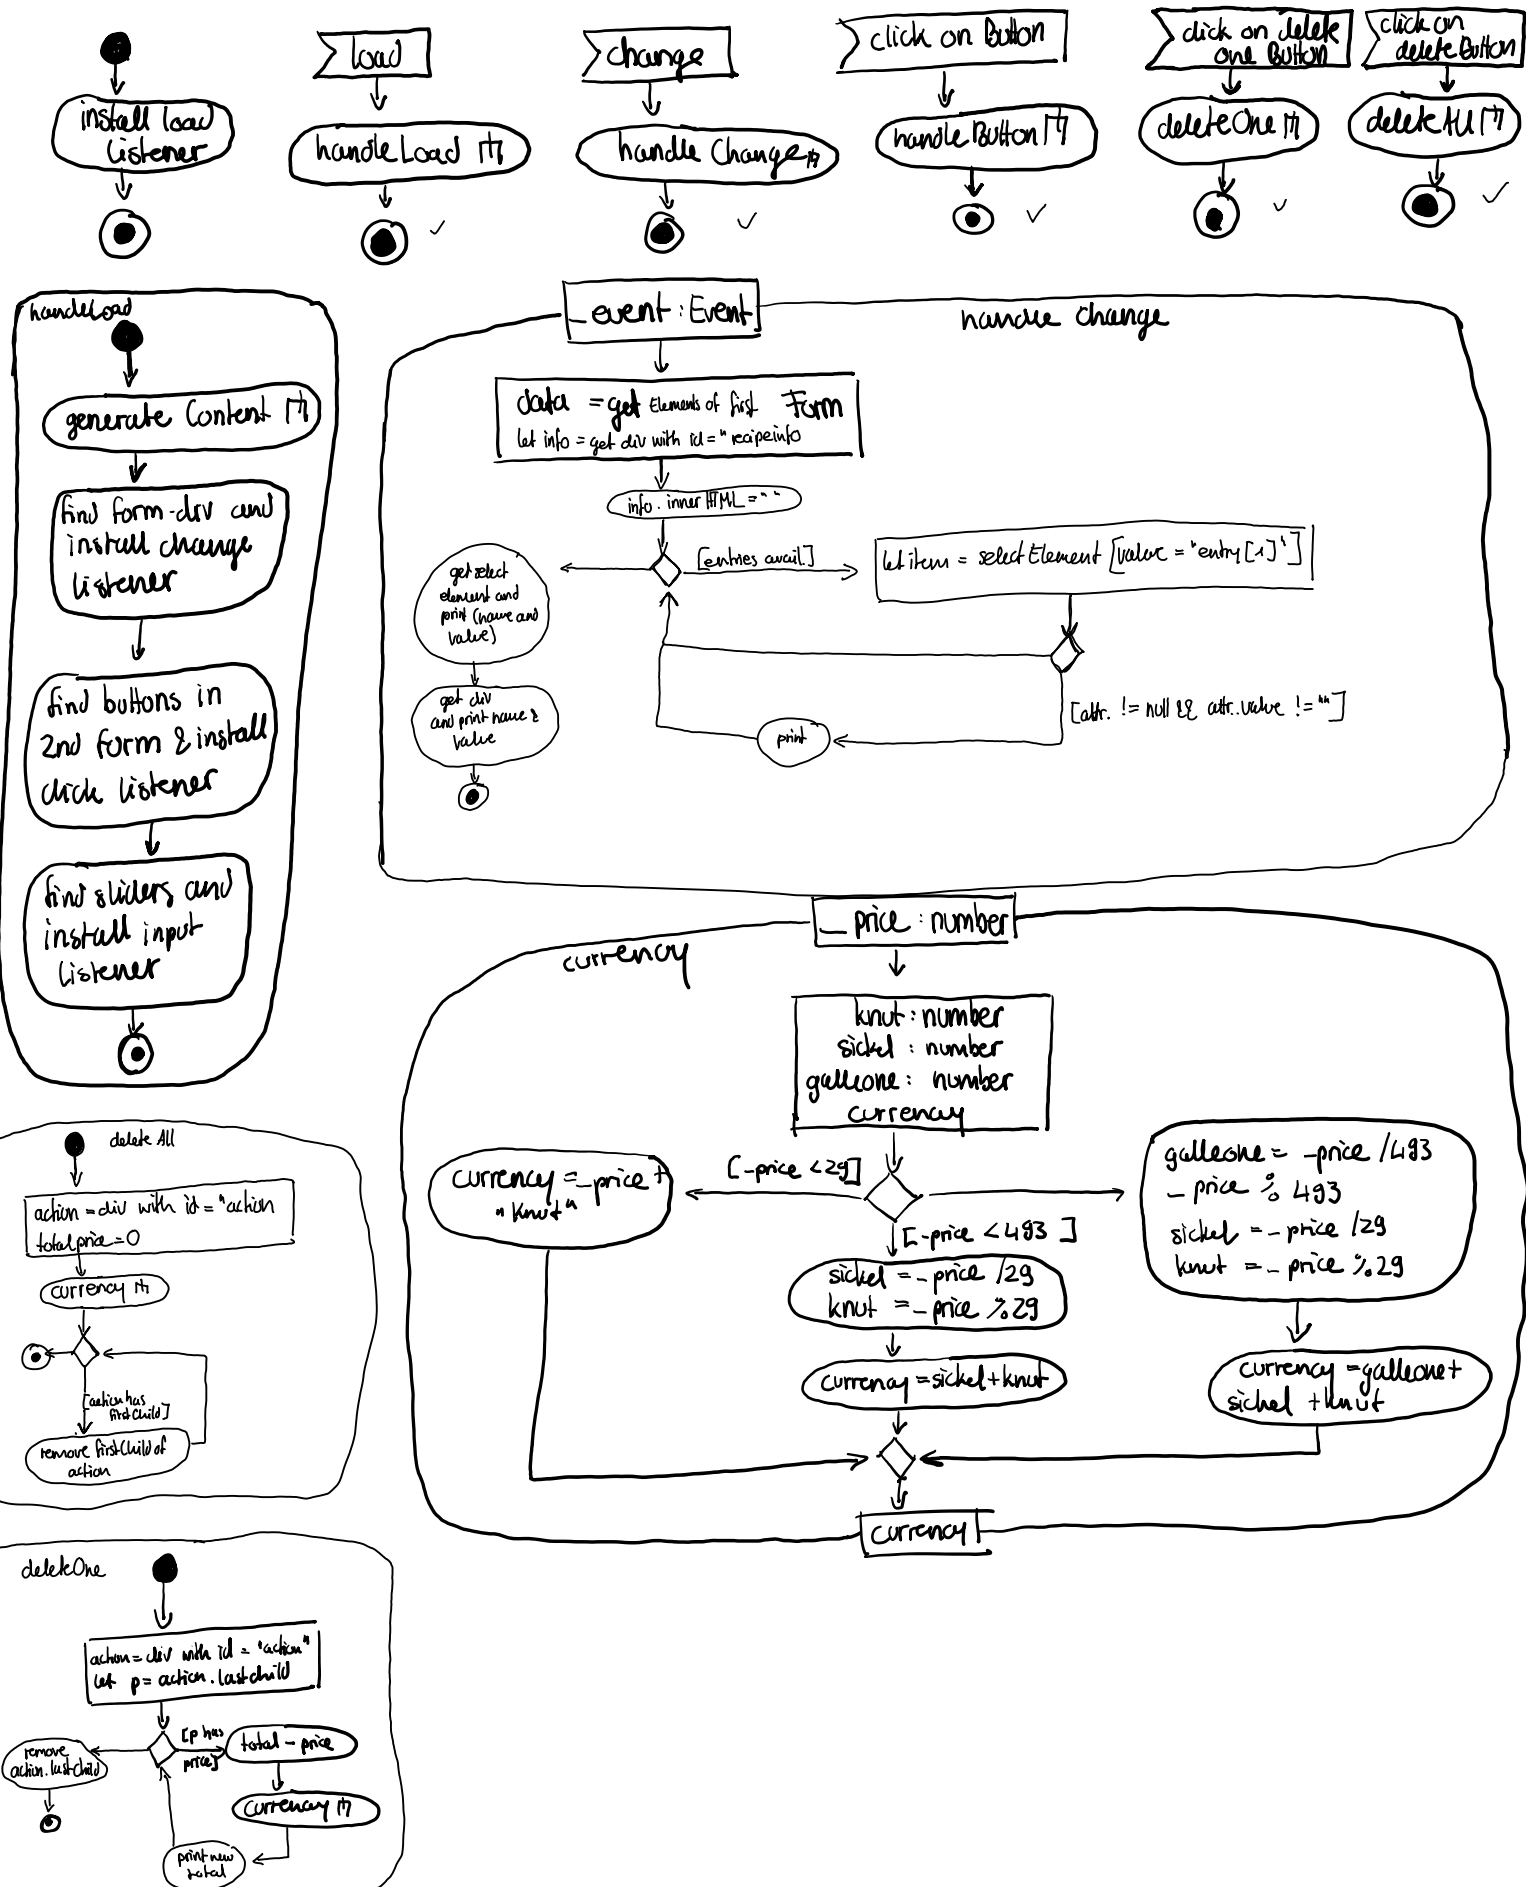 install load
listener
load
handleLoad
change
handle Change
click on Button
handleButton
click on delete
one Button
deleteOne
click on
deleteButton
deleteAll
handleLoad
generate Content
find form-div and
install change
listener
find buttons in
2nd form & install
click listener
find sliders and
install input
listener
_event : Event
handle change
data = get Elements of first Form
let info = get div with id = "recipeinfo
info.innerHTML = ""
[entries avail.]
let item = selectElement [value = "entry[1]"]
get select
element and
print (name and
value)
get div
and print name &
value
[attr. != null && attr.value != ""]
print
_price : number
currency
knut : number
sickel : number
galleone : number
currency
[_price < 29]
currency = _price +
"Knut"
[_price < 493]
sickel = _price / 29
knut = _price % 29
currency = sickel + knut
galleone = _price / 493
_price % 493
sickel = _price / 29
knut = _price % 29
currency = galleone +
sickel + knut
currency
delete All
action = div with id = "action
total price = 0
currency
[action has
firstChild]
remove firstChild of
action
deleteOne
action = div with id = "action"
let p = action.lastchild
[p has
price]
total - price
currency
print new
total
remove
action.lastchild